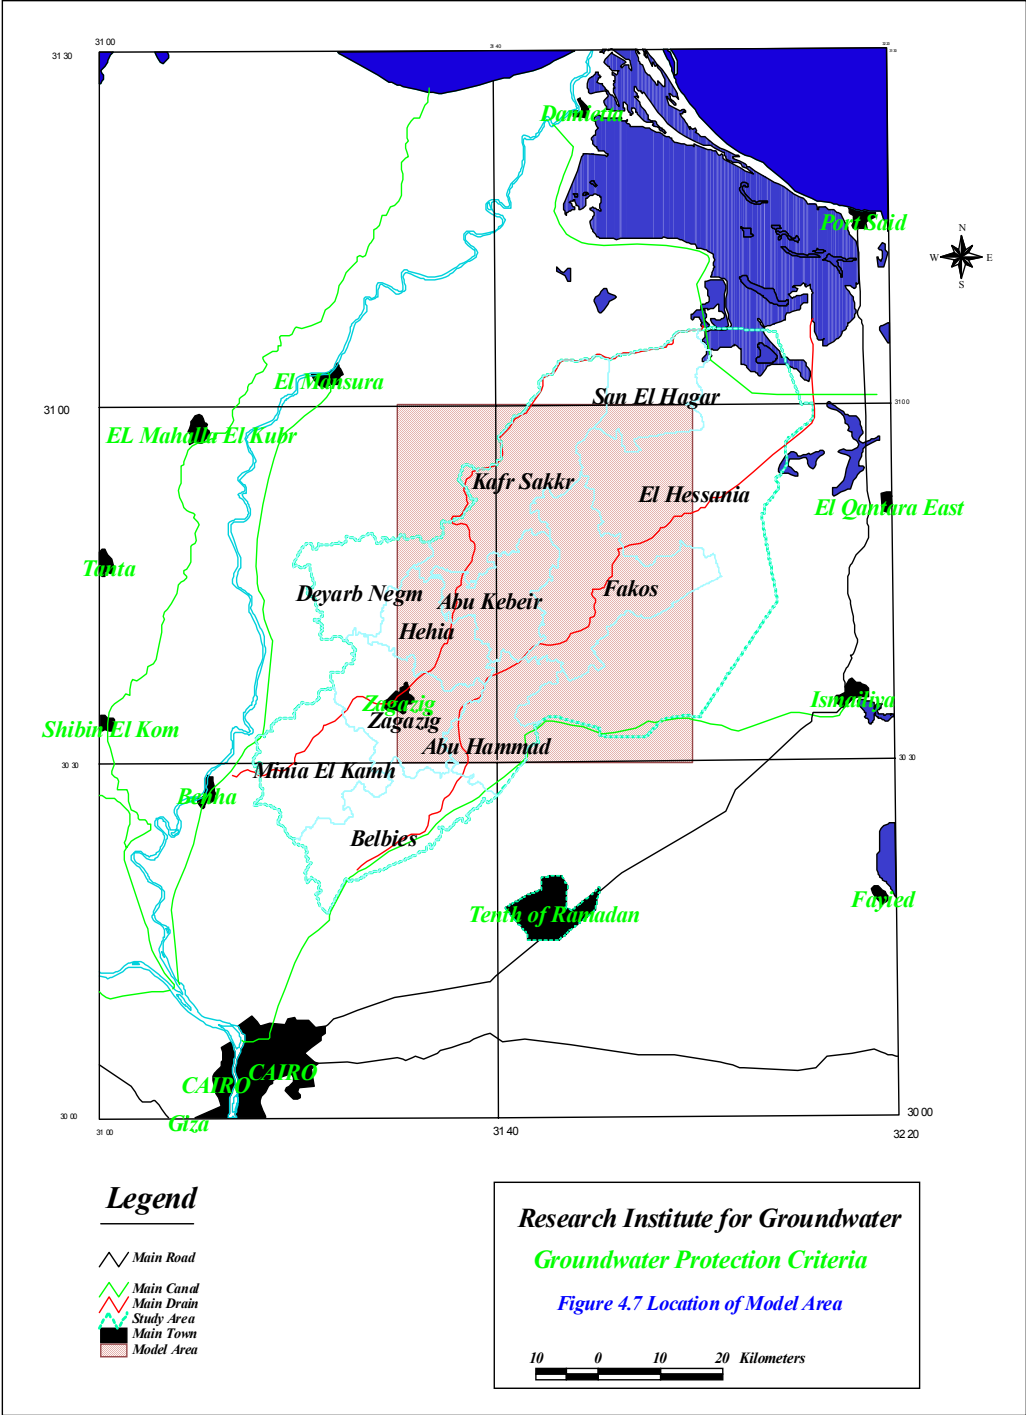 31 00
31 40
31 30
Damietta
Port Said
N
W E
S
El Mansura
San El Hagar
31 00
31 0 0
EL Mahalla El Kubr
Kafr Sakkr
El Hessania
El Qantara East
Tanta
Deyarb Negm
Abu Kebeir
Fakos
Hehia
Zagazig
Ismailiya
Zagazig
Shibin El Kom
Abu Hammad
30 30
30 30
Minia El Kamh
Benha
Belbies
Fayied
Tenth of Ramadan
CAIRO
CAIRO
Giza
30 00
30 00
31 00
31 40
32 20
Legend
Main Road
Main Canal
Main Drain
Study Area
Main Town
Model Area
Research Institute for Groundwater
Groundwater Protection Criteria
Figure 4.7 Location of Model Area
10 0 10 20 Kilometers